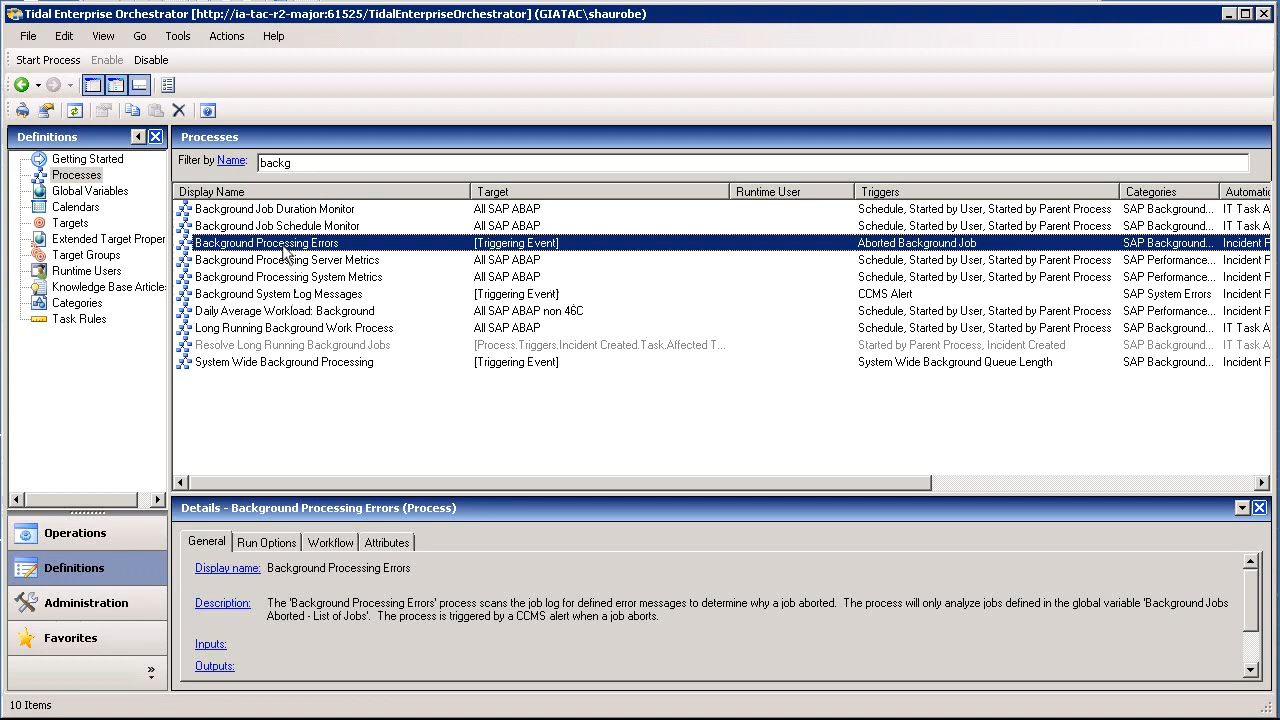 Tidal Enterprise Orchestrator [http://ia-tac-r2-major:61525/TidalEnterpriseOrchestrator] (GIATAC\shaurobe)
File Edit View Go Tools Actions Help
Start Process Enable Disable
Definitions
Getting Started
Processes
Global Variables
Calendars
Targets
Extended Target Proper
Target Groups
Runtime Users
Knowledge Base Articles
Categories
Task Rules
Operations
Definitions
Administration
Favorites
»
Processes
Filter by Name: backg
Display Name Target Runtime User Triggers Categories Automatic
Background Job Duration Monitor All SAP ABAP Schedule, Started by User, Started by Parent Process SAP Background... IT Task A
Background Job Schedule Monitor All SAP ABAP Schedule, Started by User, Started by Parent Process SAP Background... IT Task A
Background Processing Errors [Triggering Event] Aborted Background Job SAP Background... Incident F
Background Processing Server Metrics All SAP ABAP Schedule, Started by User, Started by Parent Process SAP Performance... Incident F
Background Processing System Metrics All SAP ABAP Schedule, Started by User, Started by Parent Process SAP Performance... Incident F
Background System Log Messages [Triggering Event] CCMS Alert SAP System Errors Incident F
Daily Average Workload: Background All SAP ABAP non 46C Schedule, Started by User, Started by Parent Process SAP Performance... Incident F
Long Running Background Work Process All SAP ABAP Schedule, Started by User, Started by Parent Process SAP Background... IT Task A
Resolve Long Running Background Jobs [Process.Triggers.Incident Created.Task.Affected T... Started by Parent Process, Incident Created SAP Background... IT Task A
System Wide Background Processing [Triggering Event] System Wide Background Queue Length SAP Background... Incident F
Details - Background Processing Errors (Process)
General Run Options Workflow Attributes
Display name: Background Processing Errors
Description: The 'Background Processing Errors' process scans the job log for defined error messages to determine why a job aborted. The process will only analyze jobs defined in the global variable 'Background Jobs
Aborted - List of Jobs'. The process is triggered by a CCMS alert when a job aborts.
Inputs:
Outputs:
10 Items